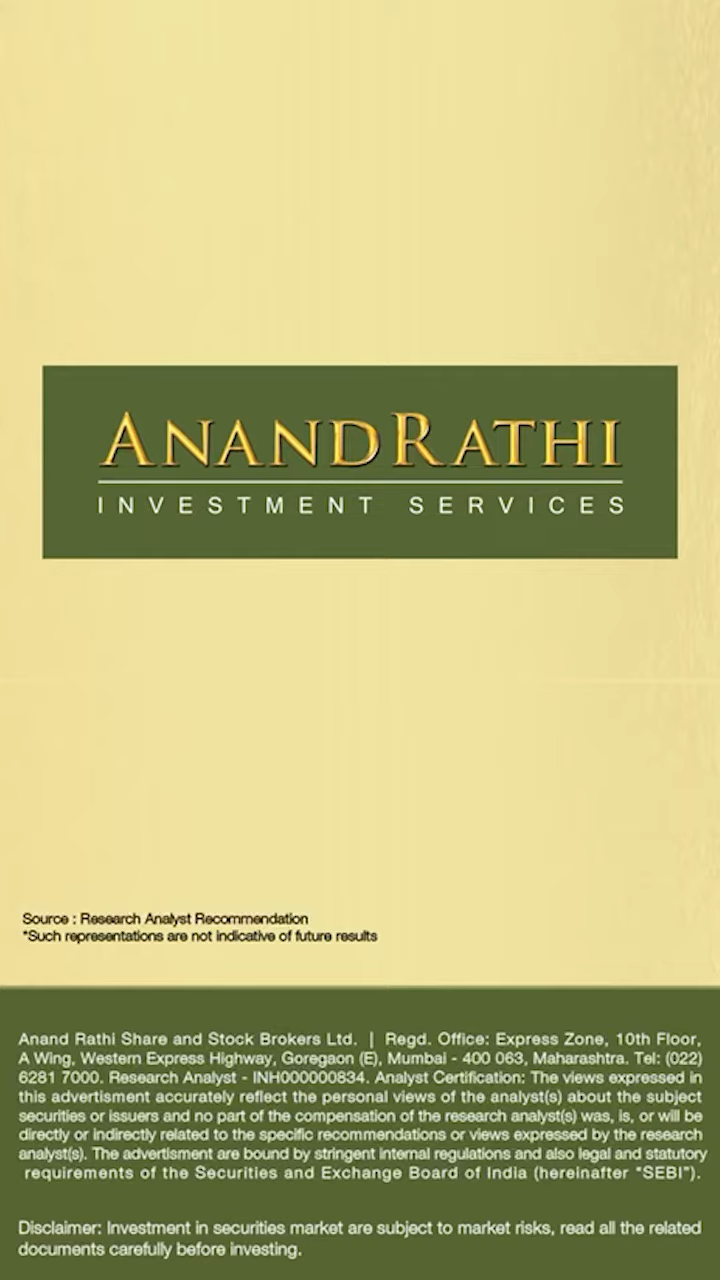 ANANDRATHI
INVESTMENT SERVICES
Source : Research Analyst Recommendation
*Such representations are not indicative of future results
Anand Rathi Share and Stock Brokers Ltd. | Regd. Office: Express Zone, 10th Floor,
A Wing, Western Express Highway, Goregaon (E), Mumbai - 400 063, Maharashtra. Tel: (022)
6281 7000. Research Analyst - INH000000834. Analyst Certification: The views expressed in
this advertisment accurately reflect the personal views of the analyst(s) about the subject
securities or issuers and no part of the compensation of the research analyst(s) was, is, or will be
directly or indirectly related to the specific recommendations or views expressed by the research
analyst(s). The advertisment are bound by stringent internal regulations and also legal and statutory
requirements of the Securities and Exchange Board of India (hereinafter "SEBI").
Disclaimer: Investment in securities market are subject to market risks, read all the related
documents carefully before investing.